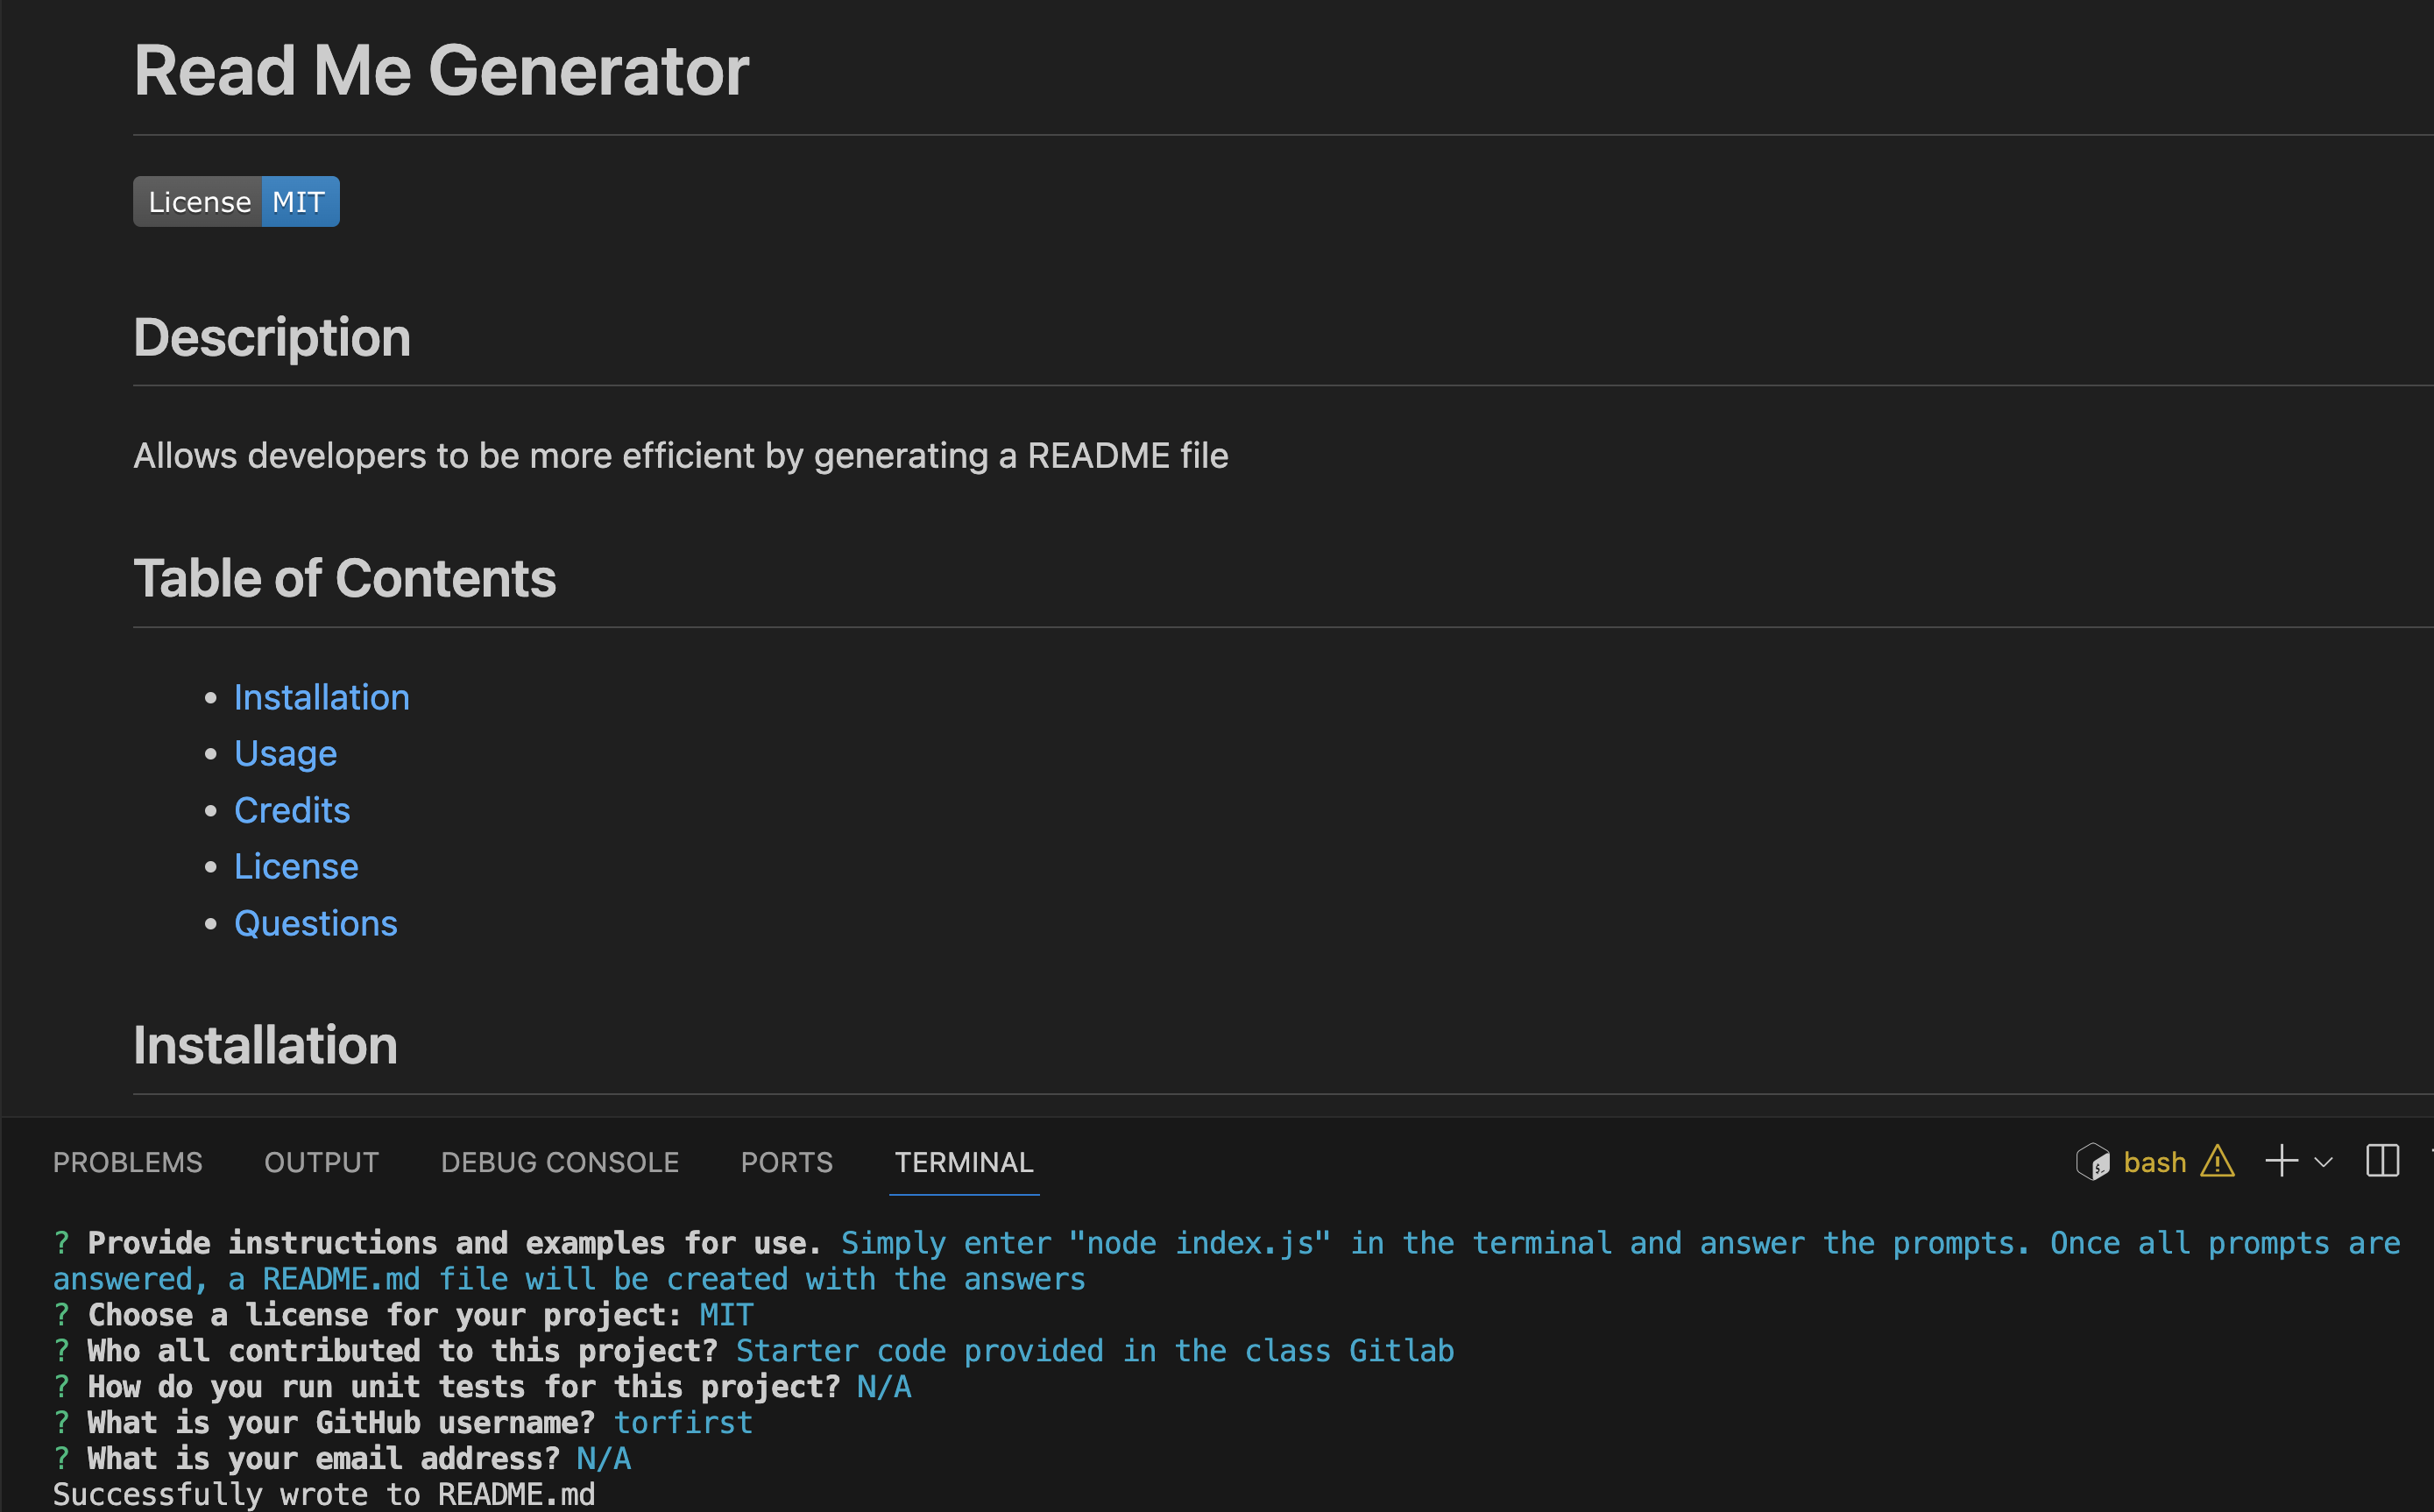 Read Me Generator
License MIT
Description
Allows developers to be more efficient by generating a README file
Table of Contents
• Installation
• Usage
• Credits
• License
• Questions
Installation
PROBLEMS OUTPUT DEBUG CONSOLE PORTS TERMINAL bash
? Provide instructions and examples for use. Simply enter "node index.js" in the terminal and answer the prompts. Once all prompts are
answered, a README.md file will be created with the answers
? Choose a license for your project: MIT
? Who all contributed to this project? Starter code provided in the class Gitlab
? How do you run unit tests for this project? N/A
? What is your GitHub username? torfirst
? What is your email address? N/A
Successfully wrote to README.md